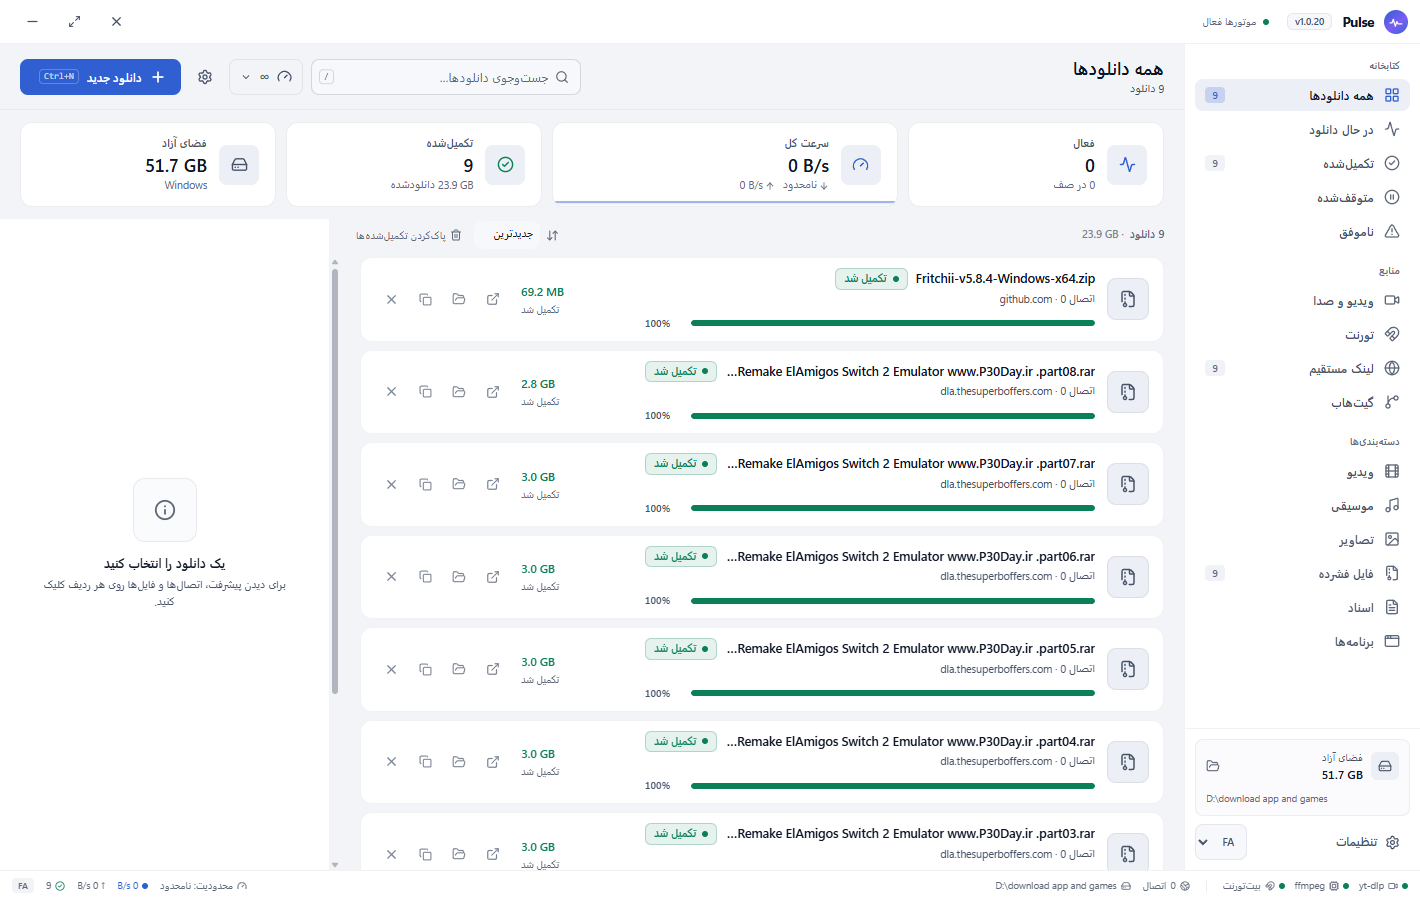 Pulse v1.0.20 موتورها فعال
کتابخانه
همه دانلودها 9
در حال دانلود
تکمیل‌شده 9
متوقف‌شده
ناموفق
منابع
ویدیو و صدا
تورنت
لینک مستقیم 9
گیت‌هاب
دسته‌بندی‌ها
ویدیو
موسیقی
تصاویر
فایل فشرده 9
اسناد
برنامه‌ها
فضای آزاد
51.7 GB
D:\download app and games
تنظیمات FA
همه دانلودها
9 دانلود
جست‌وجوی دانلودها... /
∞
دانلود جدید Ctrl+N
فعال
0
0 در صف
سرعت کل
0 B/s
↓ نامحدود ↑ 0 B/s
تکمیل‌شده
9
23.9 GB دانلودشده
فضای آزاد
51.7 GB
Windows
9 دانلود · 23.9 GB
جدیدترین
پاک‌کردن تکمیل‌شده‌ها
Fritchii-v5.8.4-Windows-x64.zip تکمیل شد
github.com · 0 اتصال
100%
69.2 MB
تکمیل شد
...Remake ElAmigos Switch 2 Emulator www.P30Day.ir .part08.rar تکمیل شد
dla.thesuperboffers.com · 0 اتصال
100%
2.8 GB
تکمیل شد
...Remake ElAmigos Switch 2 Emulator www.P30Day.ir .part07.rar تکمیل شد
dla.thesuperboffers.com · 0 اتصال
100%
3.0 GB
تکمیل شد
...Remake ElAmigos Switch 2 Emulator www.P30Day.ir .part06.rar تکمیل شد
dla.thesuperboffers.com · 0 اتصال
100%
3.0 GB
تکمیل شد
...Remake ElAmigos Switch 2 Emulator www.P30Day.ir .part05.rar تکمیل شد
dla.thesuperboffers.com · 0 اتصال
100%
3.0 GB
تکمیل شد
...Remake ElAmigos Switch 2 Emulator www.P30Day.ir .part04.rar تکمیل شد
dla.thesuperboffers.com · 0 اتصال
100%
3.0 GB
تکمیل شد
...Remake ElAmigos Switch 2 Emulator www.P30Day.ir .part03.rar تکمیل شد
dla.thesuperboffers.com · 0 اتصال
3.0 GB
تکمیل شد
یک دانلود را انتخاب کنید
برای دیدن پیشرفت، اتصال‌ها و فایل‌ها روی هر ردیف کلیک
کنید.
yt-dlp ffmpeg بیت‌تورنت 0 اتصال D:\download app and games
محدودیت: نامحدود 0 B/s ↑ 0 B/s 9 FA